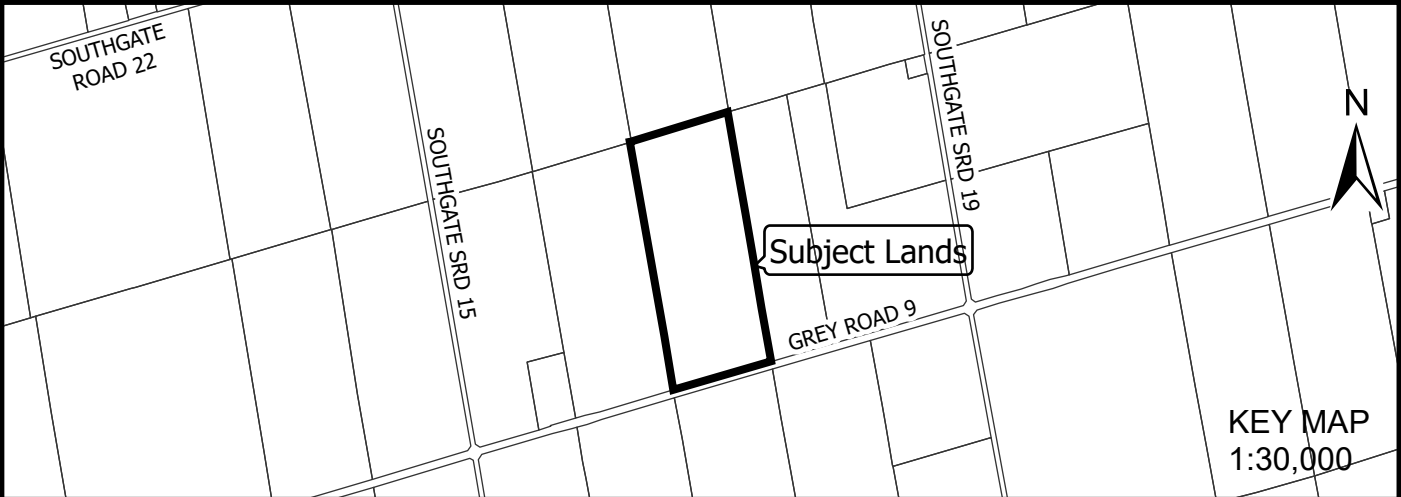 SOUTHGATE
ROAD 22
SOUTHGATE SRD 15
SOUTHGATE SRD 19
N
Subject Lands
GREY ROAD 9
KEY MAP
1:30,000